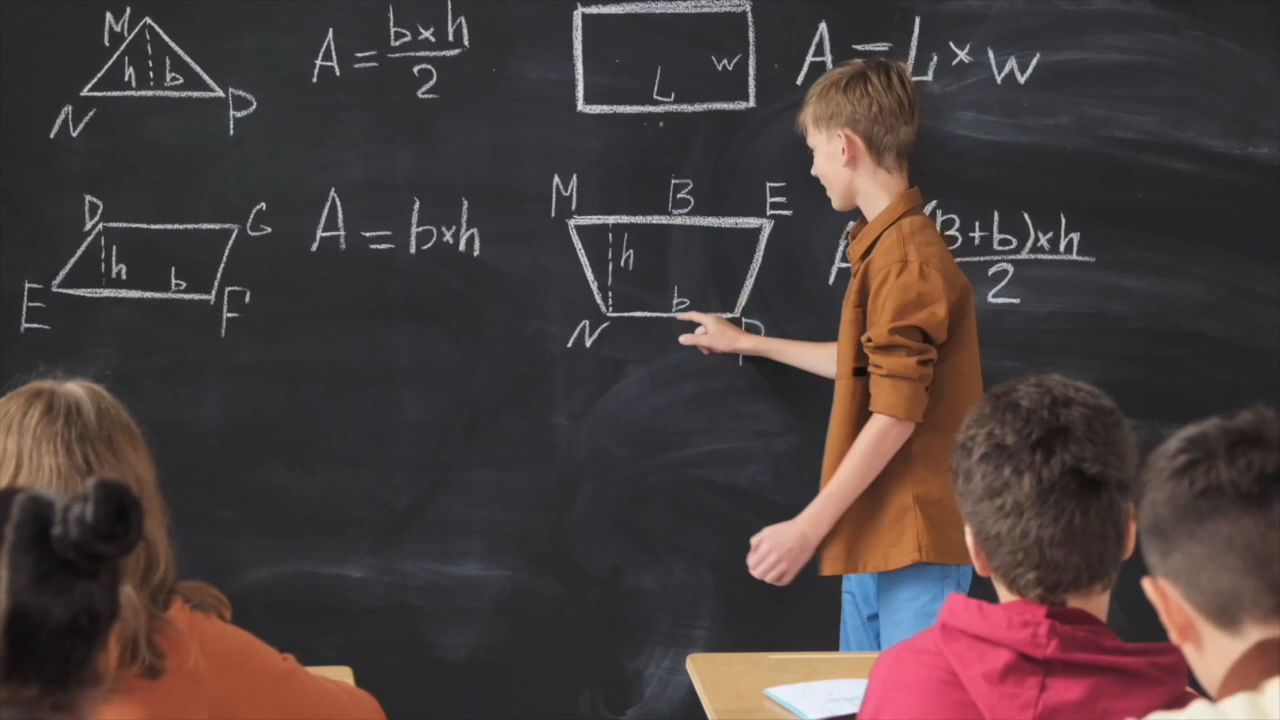 M
h b
N P
A = b×h
2
L w
A = L×w
D G
h
b
E F
A = b×h
M B E
h
b
N P
A (B+b)×h
2